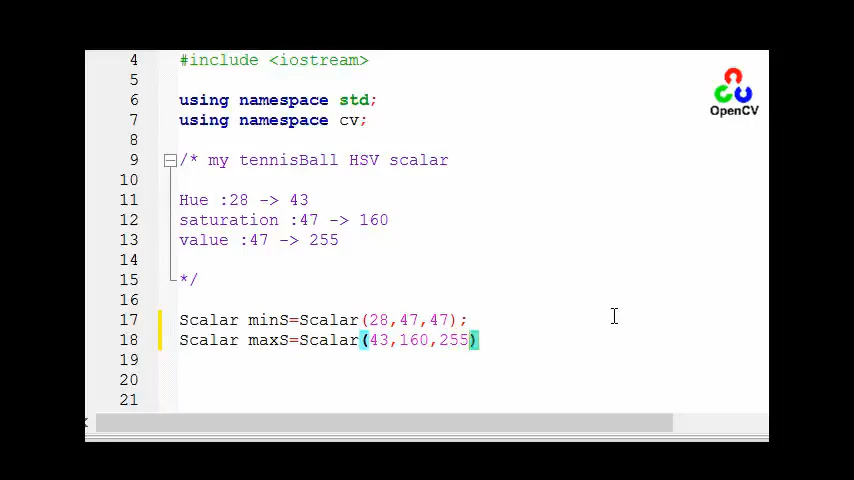 4 #include <iostream>
5
6 using namespace std;
7 using namespace cv;
8
9 /* my tennisBall HSV scalar
10
11 Hue :28 -> 43
12 saturation :47 -> 160
13 value :47 -> 255
14
15 */
16
17 Scalar minS=Scalar(28,47,47);
18 Scalar maxS=Scalar(43,160,255)
19
20
21
OpenCV